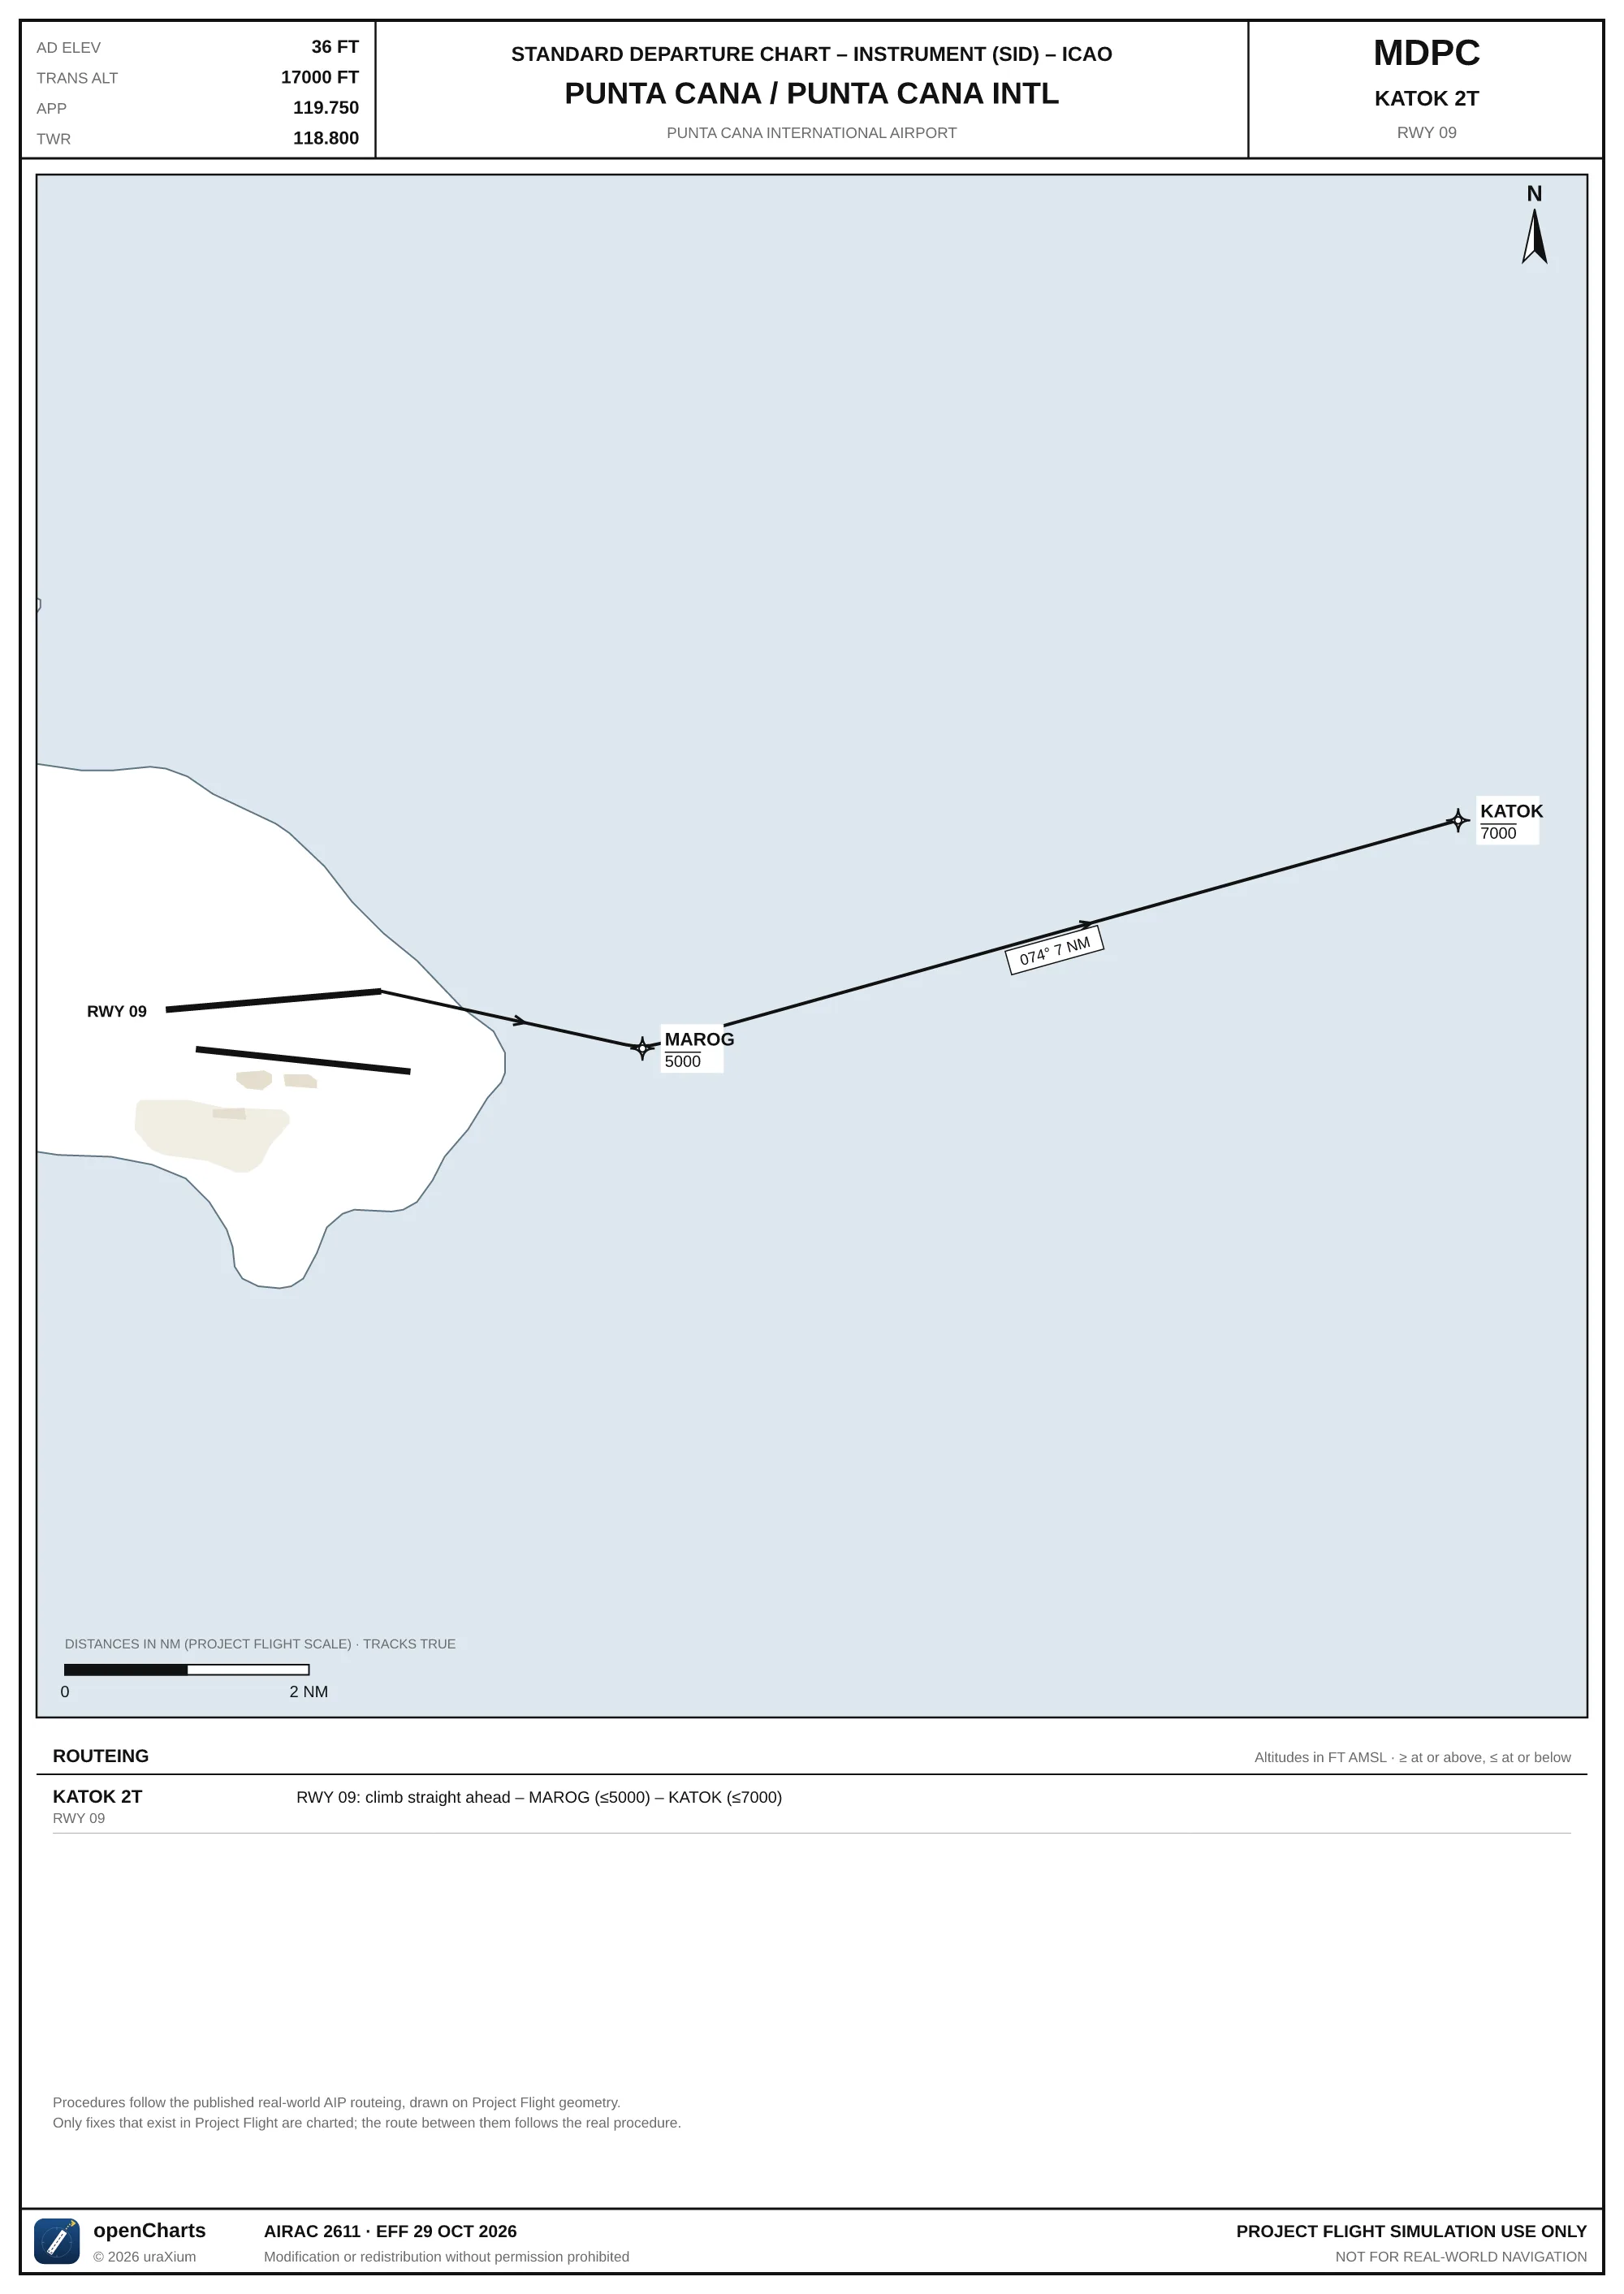 AD ELEV 36 FT
TRANS ALT 17000 FT
APP 119.750
TWR 118.800
STANDARD DEPARTURE CHART – INSTRUMENT (SID) – ICAO
PUNTA CANA / PUNTA CANA INTL
PUNTA CANA INTERNATIONAL AIRPORT
MDPC
KATOK 2T
RWY 09
N
KATOK
7000
074° 7 NM
RWY 09
MAROG
5000
DISTANCES IN NM (PROJECT FLIGHT SCALE) · TRACKS TRUE
0 2 NM
ROUTEING
Altitudes in FT AMSL · ≥ at or above, ≤ at or below
KATOK 2T
RWY 09: climb straight ahead – MAROG (≤5000) – KATOK (≤7000)
RWY 09
Procedures follow the published real-world AIP routeing, drawn on Project Flight geometry.
Only fixes that exist in Project Flight are charted; the route between them follows the real procedure.
openCharts
© 2026 uraXium
AIRAC 2611 · EFF 29 OCT 2026
Modification or redistribution without permission prohibited
PROJECT FLIGHT SIMULATION USE ONLY
NOT FOR REAL-WORLD NAVIGATION